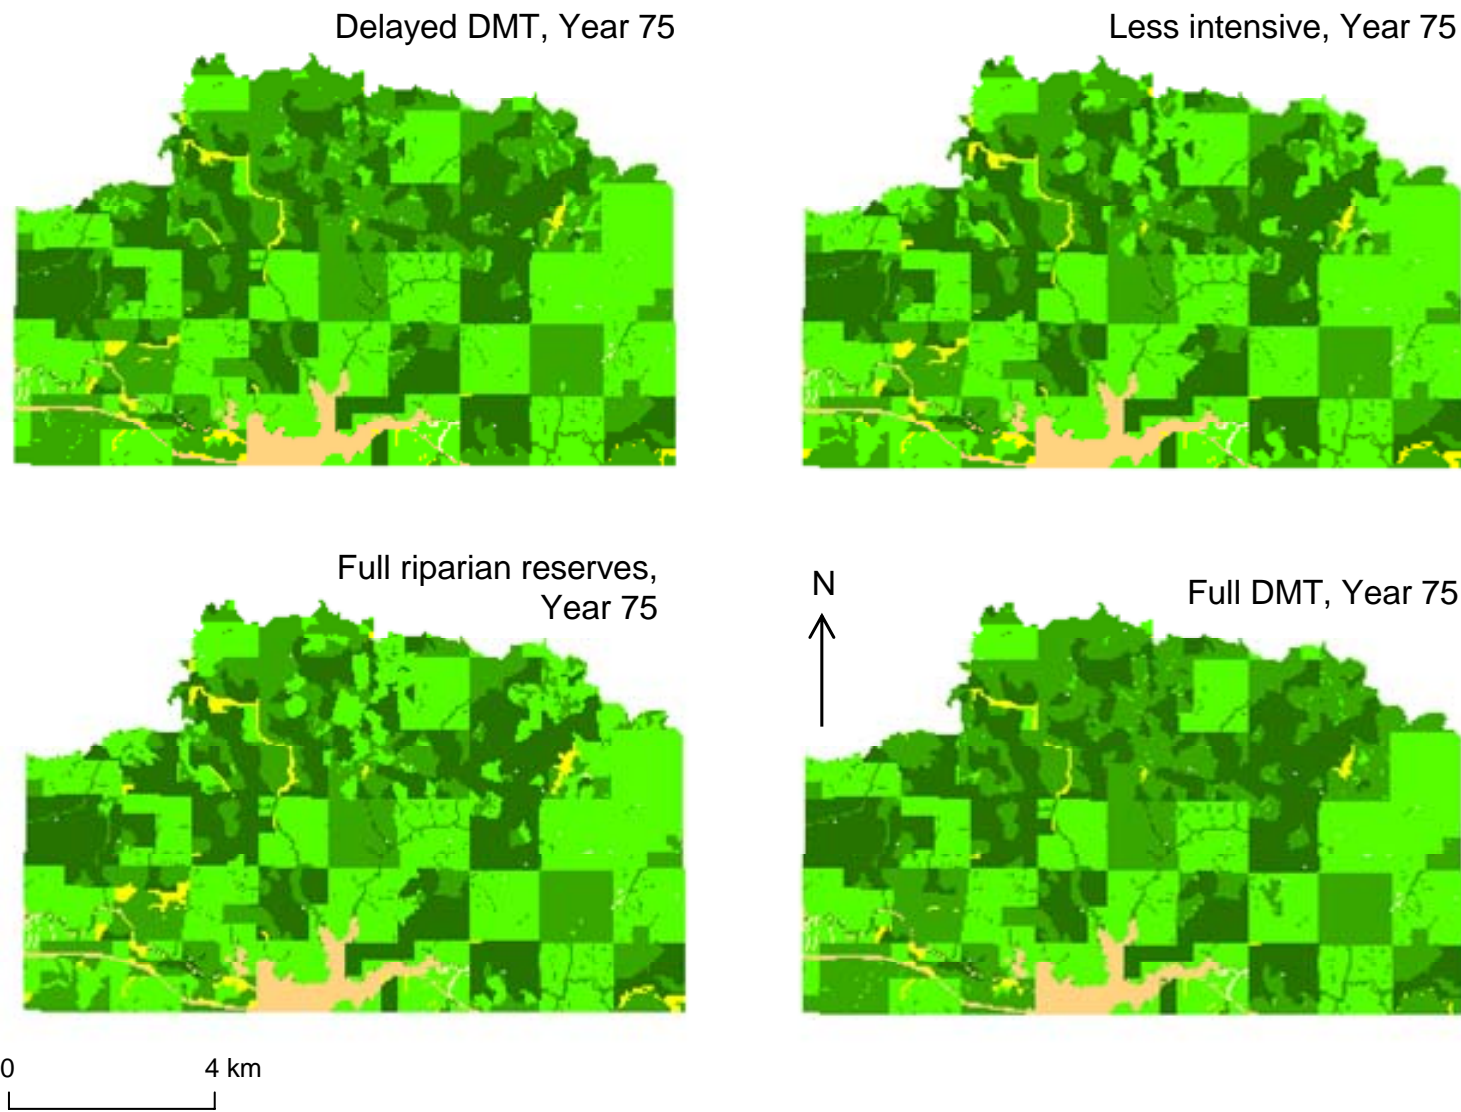 Delayed DMT, Year 75
Less intensive, Year 75
Full riparian reserves,
Year 75
N
Full DMT, Year 75
0 4 km